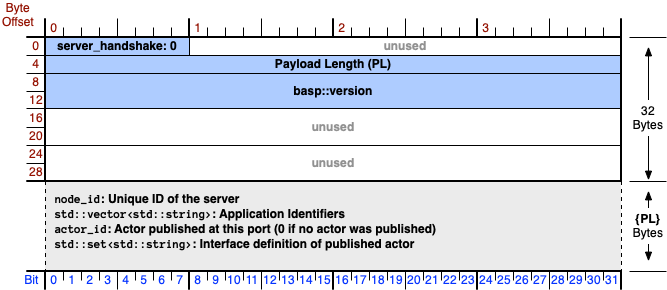 Byte
Offset
0 1 2 3
0 server_handshake: 0 unused
4 Payload Length (PL)
8
basp::version
12
16
unused
20
24
unused
28
32
Bytes
node_id: Unique ID of the server
std::vector<std::string>: Application Identifiers
actor_id: Actor published at this port (0 if no actor was published)
std::set<std::string>: Interface definition of published actor
{PL}
Bytes
Bit 0 1 2 3 4 5 6 7 8 9 10 11 12 13 14 15 16 17 18 19 20 21 22 23 24 25 26 27 28 29 30 31